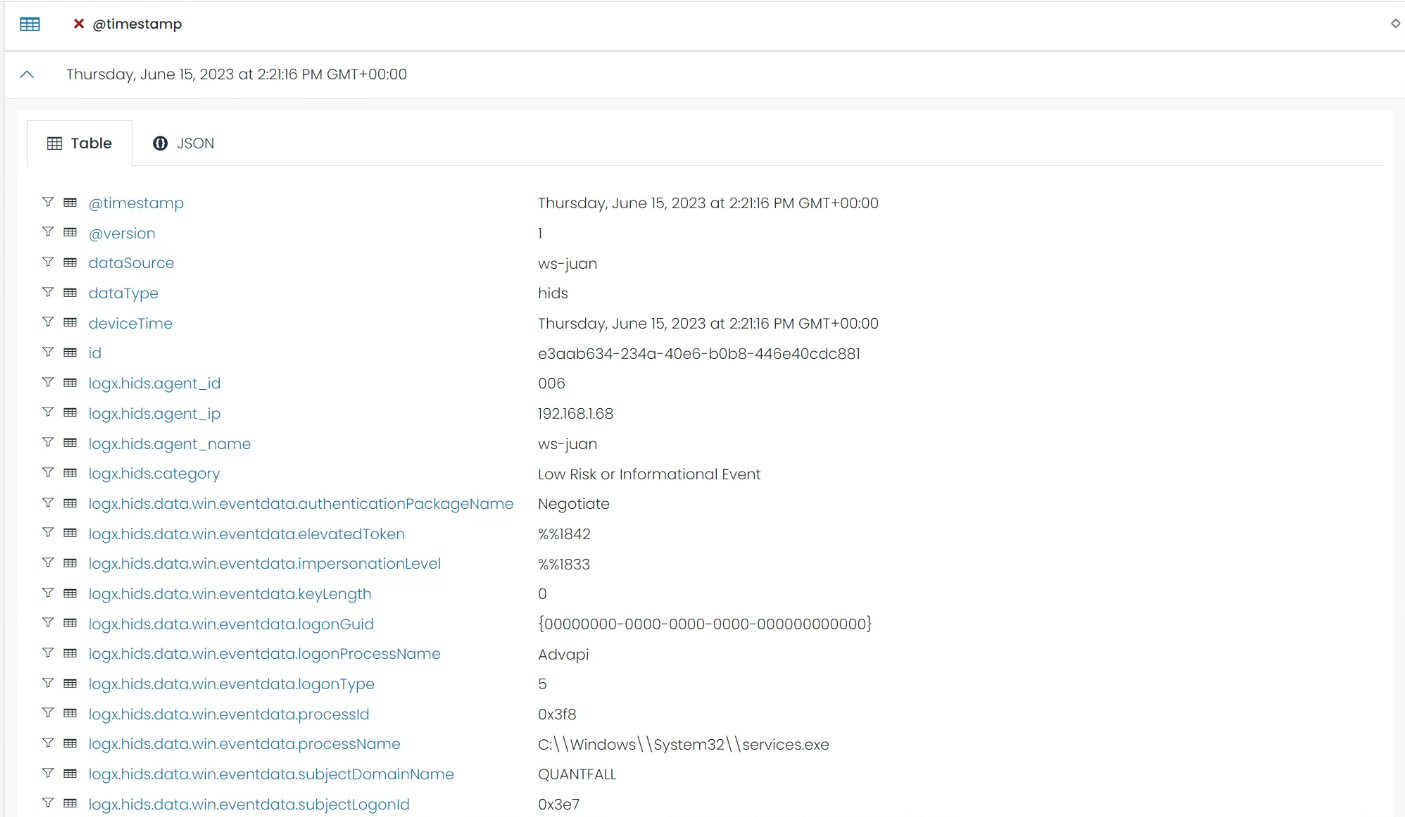 @timestamp
Thursday, June 15, 2023 at 2:21:16 PM GMT+00:00
Table JSON
@timestamp Thursday, June 15, 2023 at 2:21:16 PM GMT+00:00
@version 1
dataSource ws-juan
dataType hids
deviceTime Thursday, June 15, 2023 at 2:21:16 PM GMT+00:00
id e3aab634-234a-40e6-b0b8-446e40cdc881
logx.hids.agent_id 006
logx.hids.agent_ip 192.168.1.68
logx.hids.agent_name ws-juan
logx.hids.category Low Risk or Informational Event
logx.hids.data.win.eventdata.authenticationPackageName Negotiate
logx.hids.data.win.eventdata.elevatedToken %%1842
logx.hids.data.win.eventdata.impersonationLevel %%1833
logx.hids.data.win.eventdata.keyLength 0
logx.hids.data.win.eventdata.logonGuid {00000000-0000-0000-0000-000000000000}
logx.hids.data.win.eventdata.logonProcessName Advapi
logx.hids.data.win.eventdata.logonType 5
logx.hids.data.win.eventdata.processId 0x3f8
logx.hids.data.win.eventdata.processName C:\\Windows\\System32\\services.exe
logx.hids.data.win.eventdata.subjectDomainName QUANTFALL
logx.hids.data.win.eventdata.subjectLogonId 0x3e7